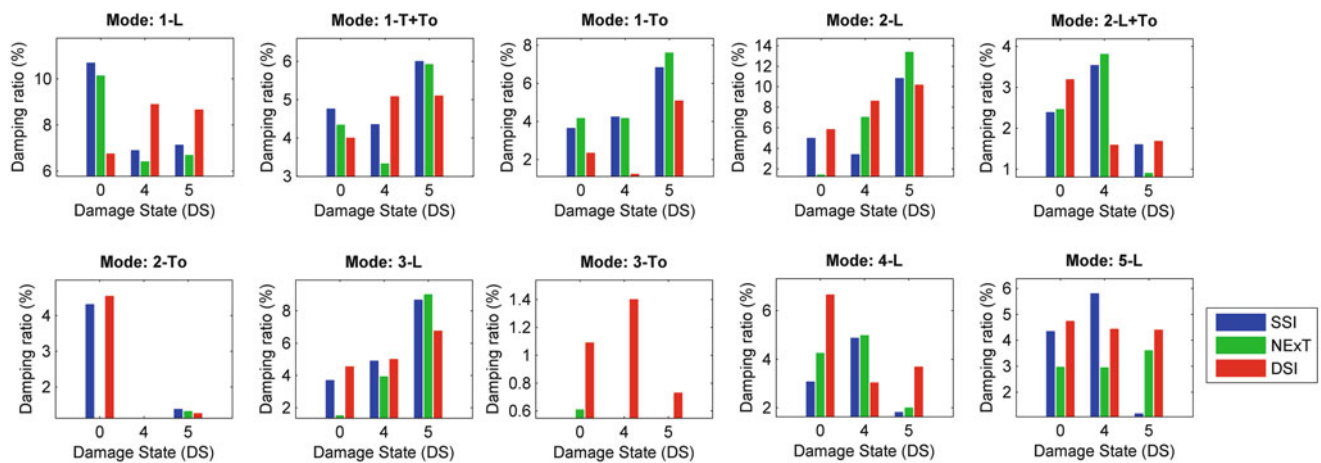 Mode: 1-L
Damping ratio (%)
10
8
6
0 4 5
Damage State (DS)
Mode: 1-T+To
Damping ratio (%)
6
5
4
3
0 4 5
Damage State (DS)
Mode: 1-To
Damping ratio (%)
8
6
4
2
0 4 5
Damage State (DS)
Mode: 2-L
Damping ratio (%)
14
12
10
8
6
4
2
0 4 5
Damage State (DS)
Mode: 2-L+To
Damping ratio (%)
4
3
2
1
0 4 5
Damage State (DS)
Mode: 2-To
Damping ratio (%)
4
3
2
0 4 5
Damage State (DS)
Mode: 3-L
Damping ratio (%)
8
6
4
2
0 4 5
Damage State (DS)
Mode: 3-To
Damping ratio (%)
1.4
1.2
1
0.8
0.6
0 4 5
Damage State (DS)
Mode: 4-L
Damping ratio (%)
6
4
2
0 4 5
Damage State (DS)
Mode: 5-L
Damping ratio (%)
6
5
4
3
2
0 4 5
Damage State (DS)
SSI
NExT
DSI